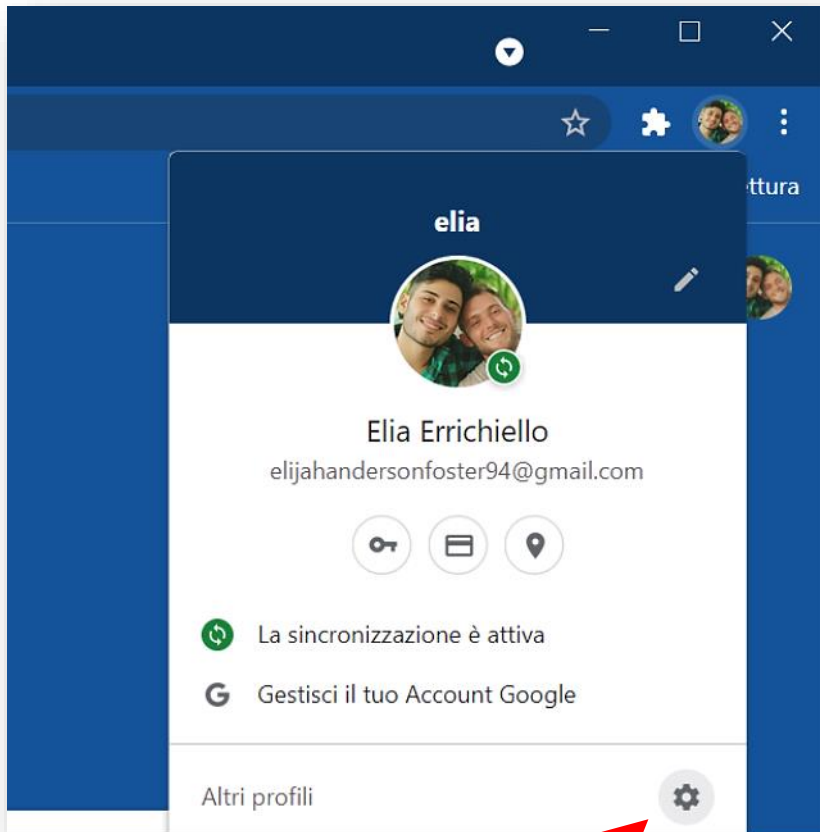 ttura
elia
Elia Errichiello
elijahandersonfoster94@gmail.com
La sincronizzazione è attiva
G Gestisci il tuo Account Google
Altri profili